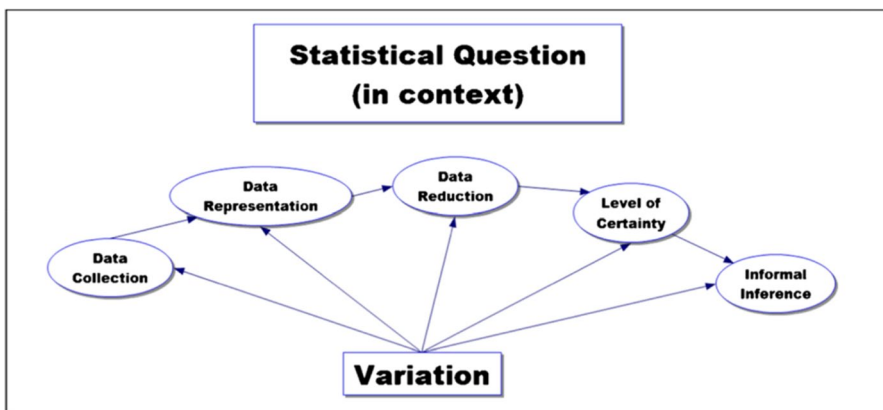 Statistical Question
(in context)
Data
Representation
Data
Reduction
Level of
Certainty
Data
Collection
Informal
Inference
Variation